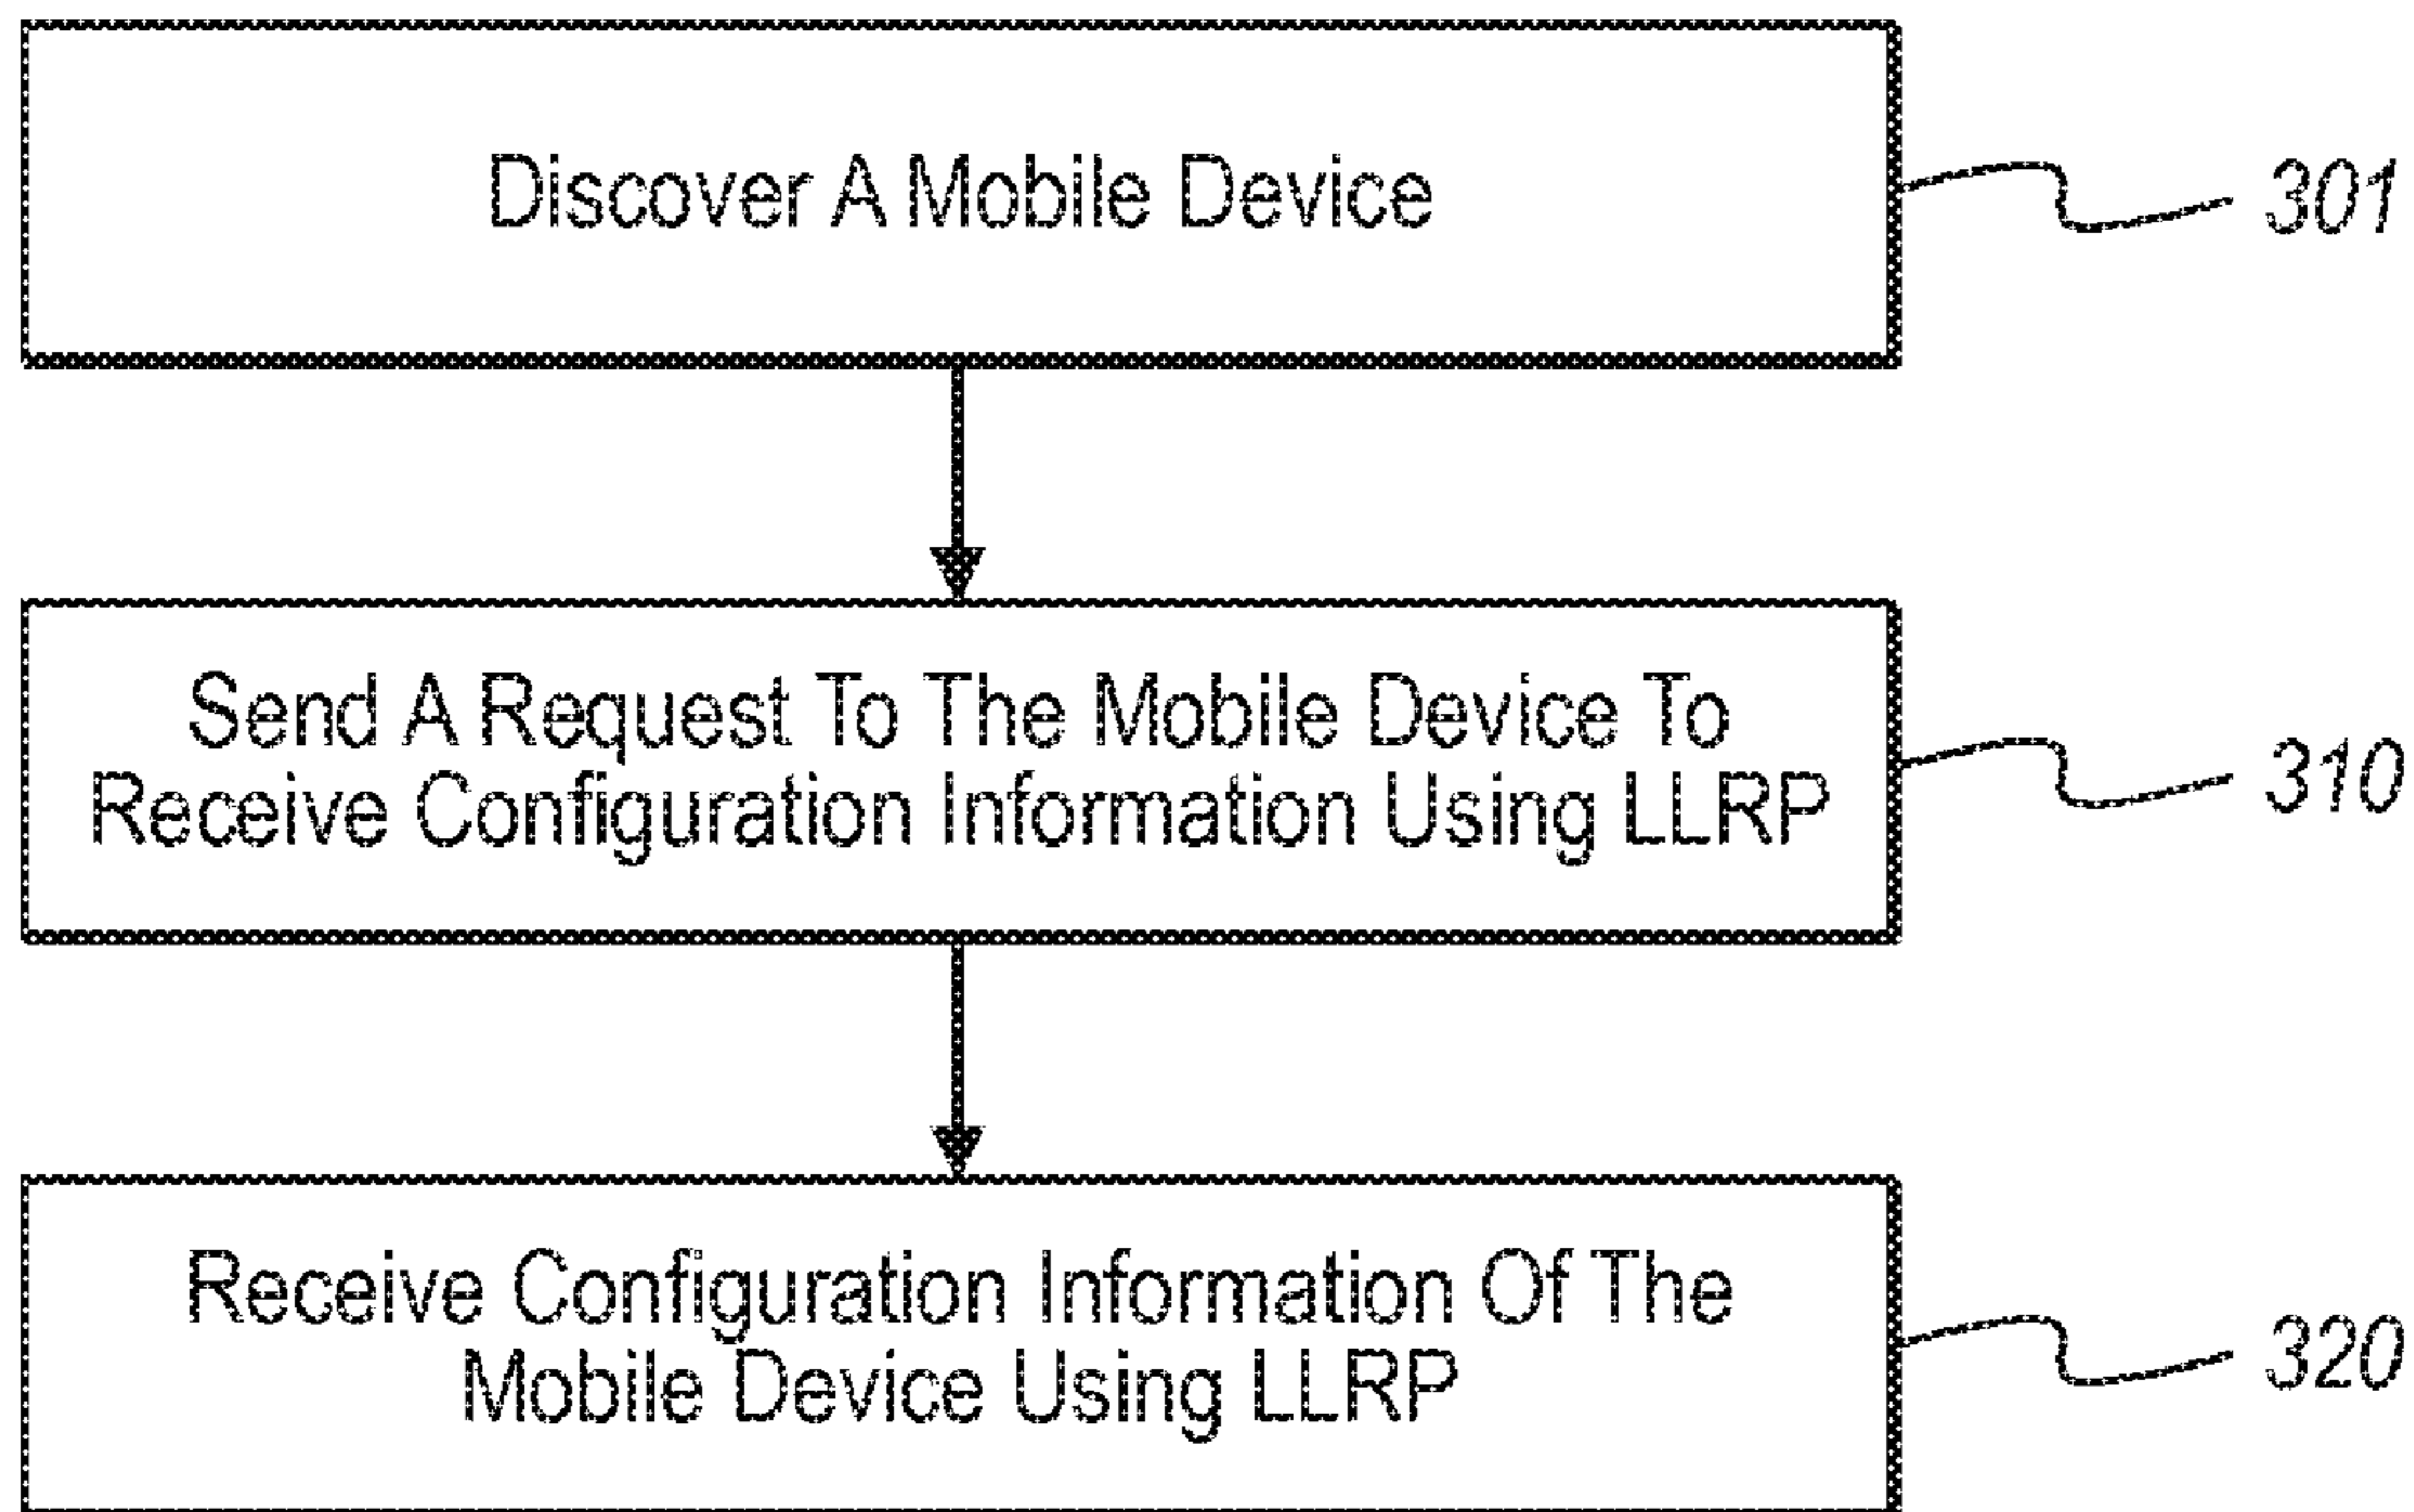 Discover A Mobile Device
301
Send A Request To The Mobile Device To
Receive Configuration Information Using LLRP
310
Receive Configuration Information Of The
Mobile Device Using LLRP
320